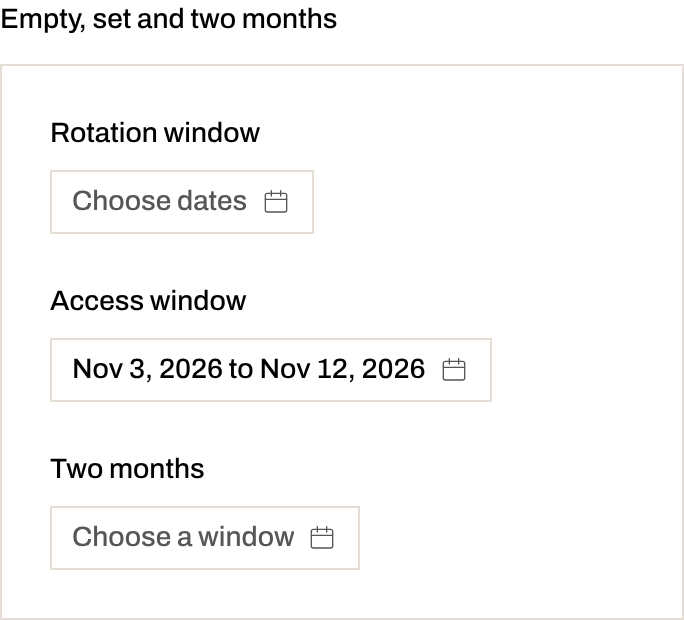 Empty, set and two months
Rotation window
Choose dates
Access window
Nov 3, 2026 to Nov 12, 2026
Two months
Choose a window